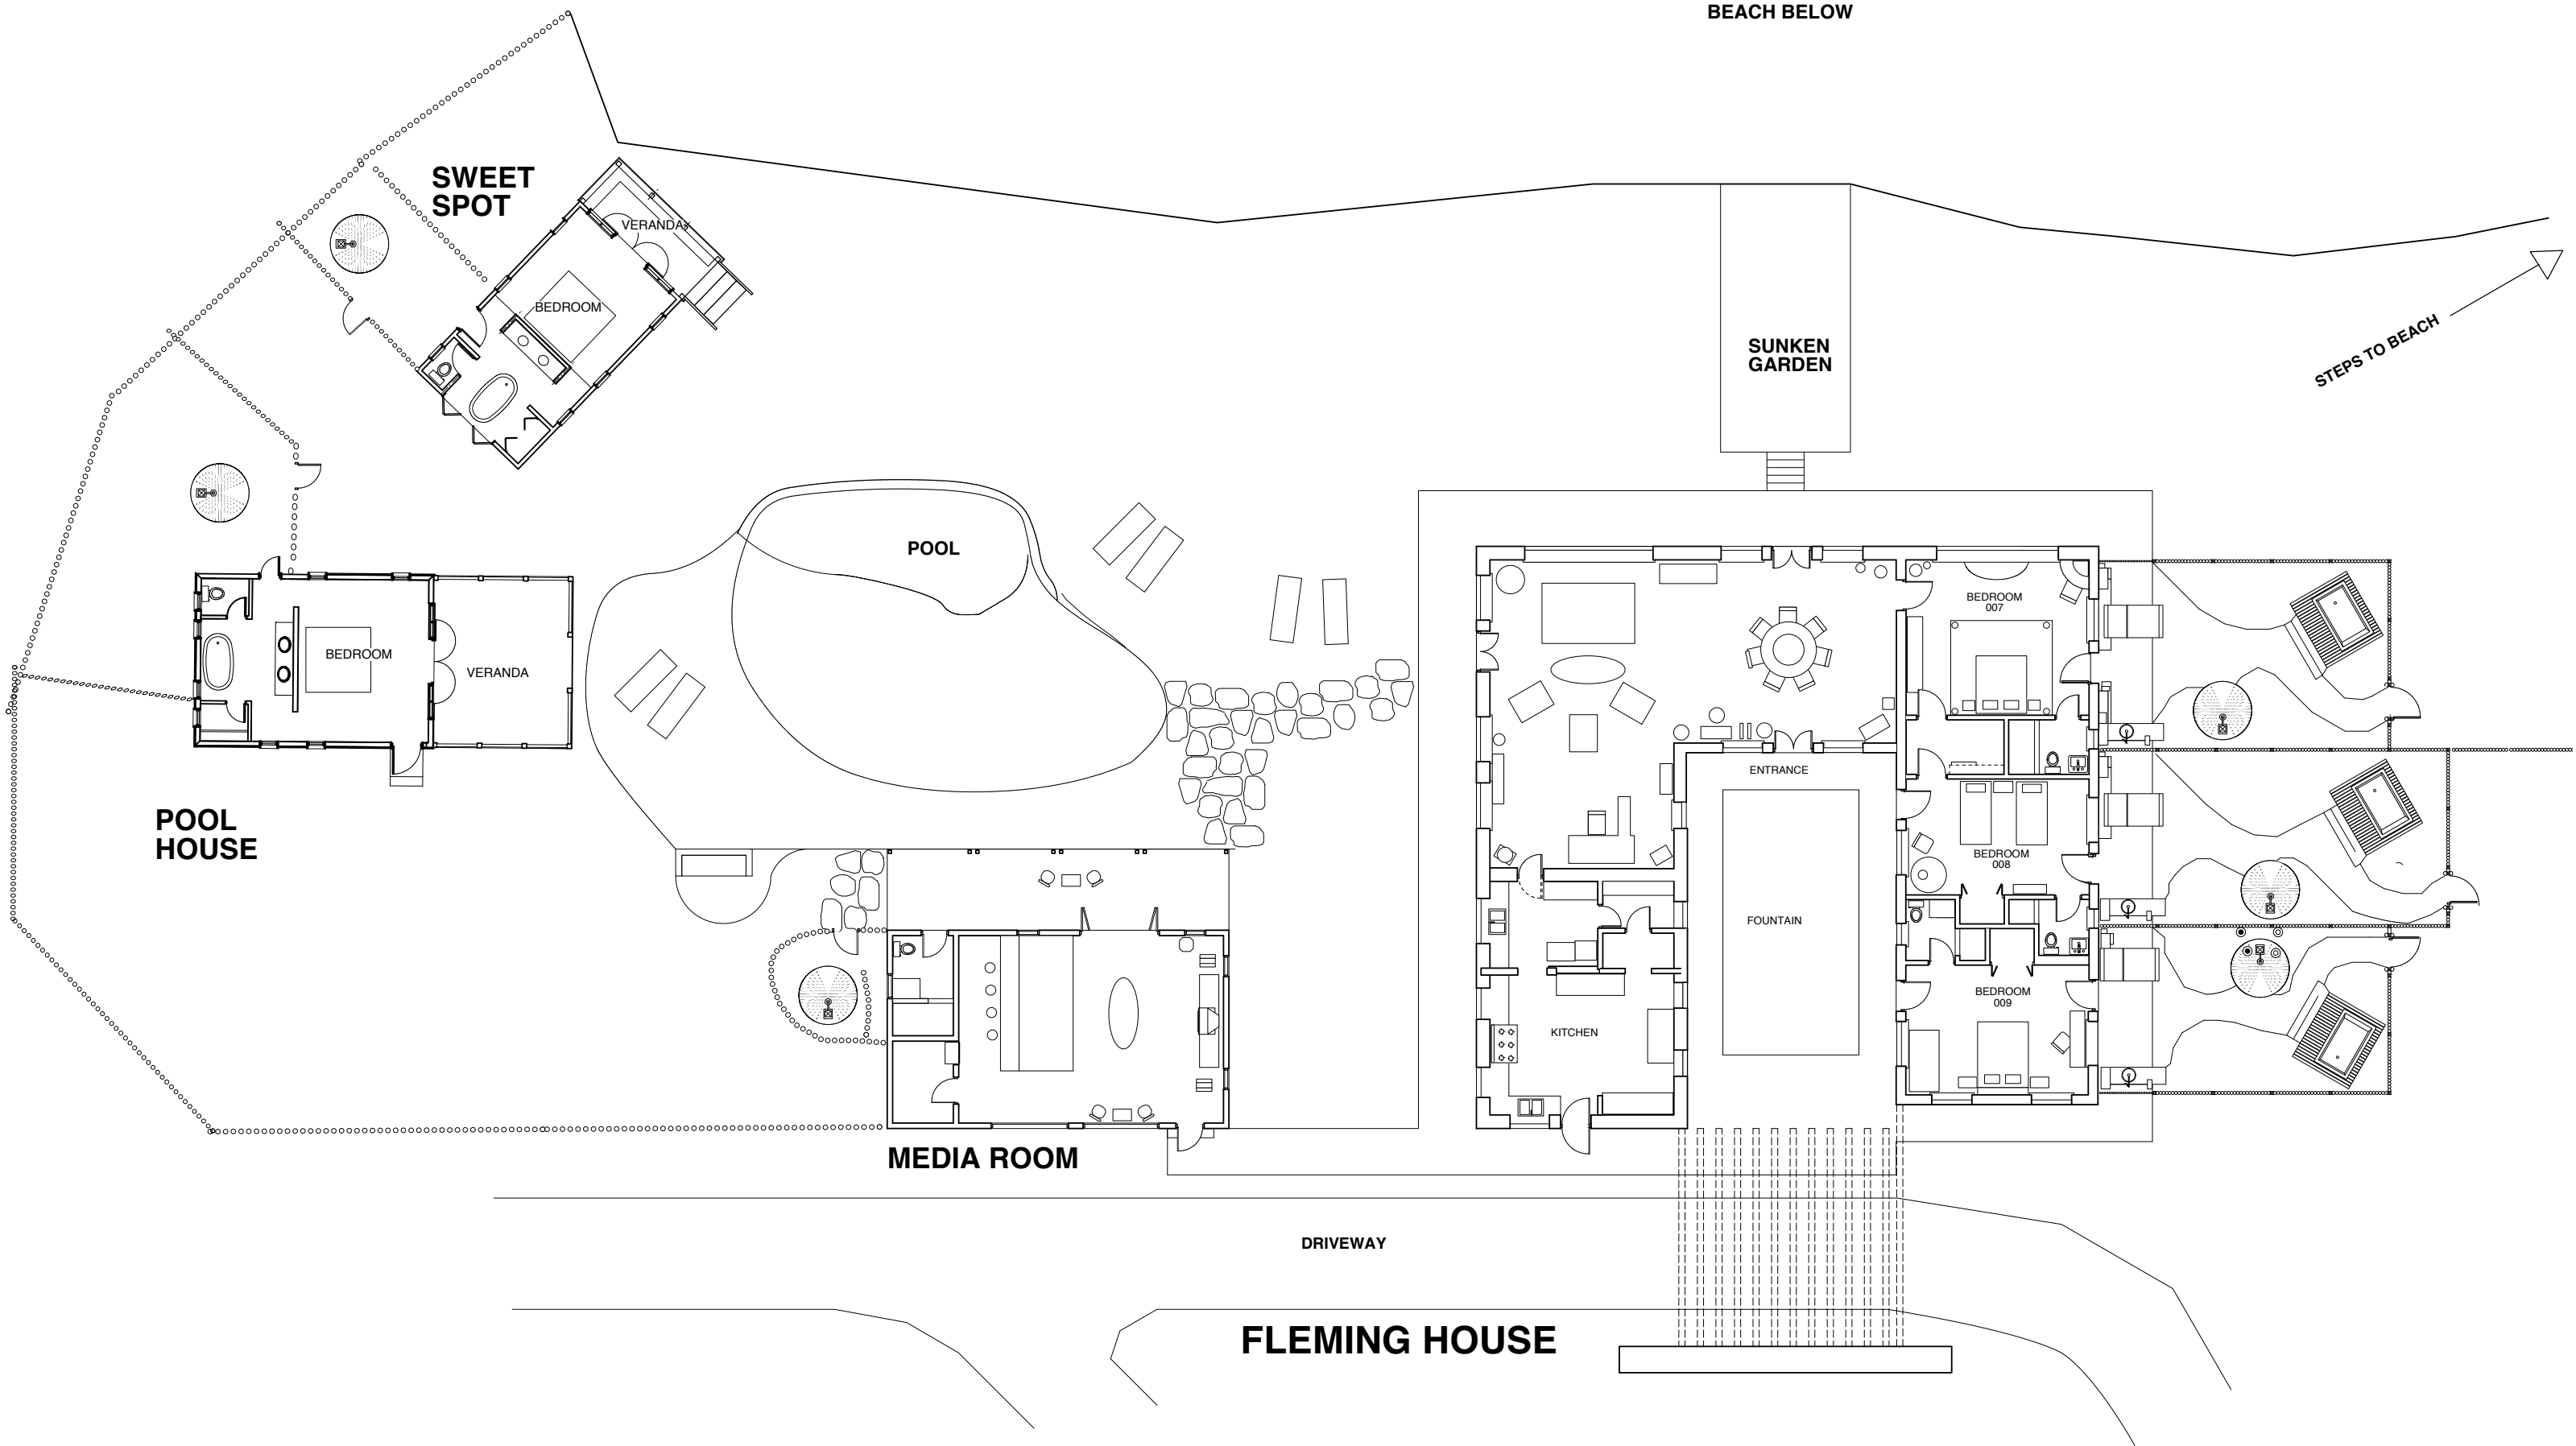 BEACH BELOW
SWEET
SPOT
VERANDA
BEDROOM
SUNKEN
GARDEN
STEPS TO BEACH
POOL
BEDROOM
007
BEDROOM
VERANDA
ENTRANCE
POOL
HOUSE
BEDROOM
008
FOUNTAIN
BEDROOM
009
KITCHEN
MEDIA ROOM
DRIVEWAY
FLEMING HOUSE